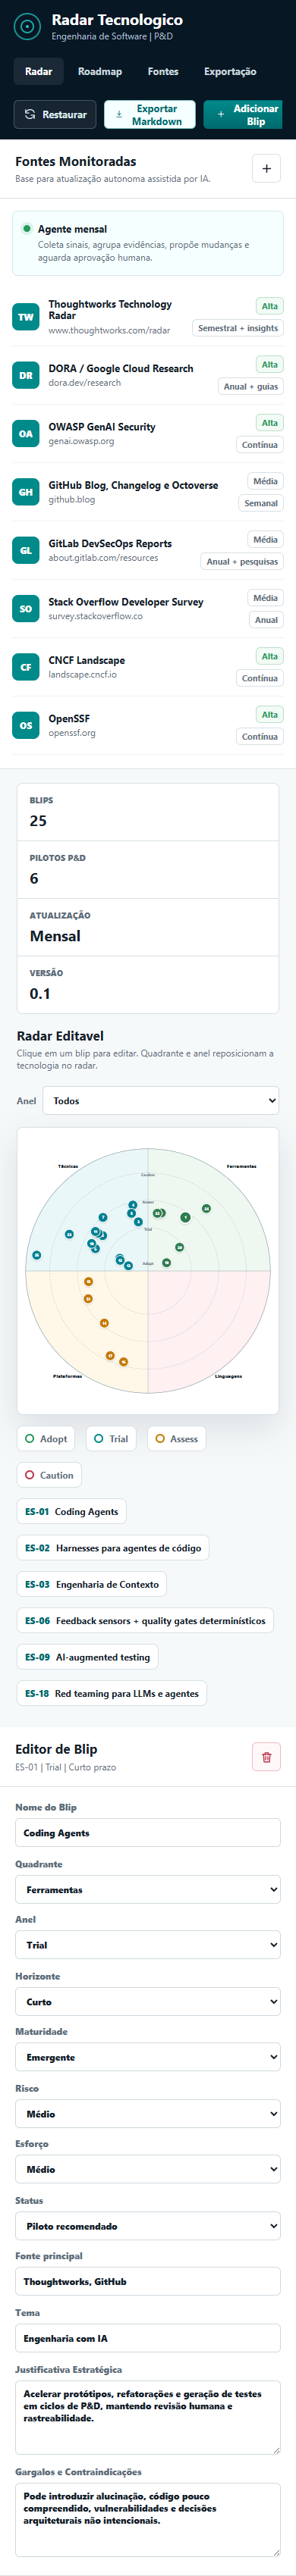 Radar Tecnologico
Engenharia de Software | P&D
Radar
Roadmap
Fontes
Exportação
Restaurar
Exportar
Markdown
Adicionar
Blip
Fontes Monitoradas
Base para atualização autonoma assistida por IA.
Agente mensal
Coleta sinais, agrupa evidências, propõe mudanças e
aguarda aprovação humana.
TW
Thoughtworks Technology
Radar
www.thoughtworks.com/radar
Alta
Semestral + insights
DR
DORA / Google Cloud Research
dora.dev/research
Alta
Anual + guias
OA
OWASP GenAI Security
genai.owasp.org
Alta
Contínua
GH
GitHub Blog, Changelog e Octoverse
github.blog
Média
Semanal
GL
GitLab DevSecOps Reports
about.gitlab.com/resources
Média
Anual + pesquisas
SO
Stack Overflow Developer Survey
survey.stackoverflow.co
Média
Anual
CF
CNCF Landscape
landscape.cncf.io
Alta
Contínua
OS
OpenSSF
openssf.org
Alta
Contínua
BLIPS
25
PILOTOS P&D
6
ATUALIZAÇÃO
Mensal
VERSÃO
0.1
Radar Editavel
Clique em um blip para editar. Quadrante e anel reposicionam a
tecnologia no radar.
Anel
Todos
Técnicas
Ferramentas
Caution
Assess
Trial
Adopt
Plataformas
Linguagens
Adopt
Trial
Assess
Caution
ES-01 Coding Agents
ES-02 Harnesses para agentes de código
ES-03 Engenharia de Contexto
ES-06 Feedback sensors + quality gates determinísticos
ES-09 AI-augmented testing
ES-18 Red teaming para LLMs e agentes
Editor de Blip
ES-01 | Trial | Curto prazo
Nome do Blip
Coding Agents
Quadrante
Ferramentas
Anel
Trial
Horizonte
Curto
Maturidade
Emergente
Risco
Médio
Esforço
Médio
Status
Piloto recomendado
Fonte principal
Thoughtworks, GitHub
Tema
Engenharia com IA
Justificativa Estratégica
Acelerar protótipos, refatorações e geração de testes
em ciclos de P&D, mantendo revisão humana e
rastreabilidade.
Gargalos e Contraindicações
Pode introduzir alucinação, código pouco
compreendido, vulnerabilidades e decisões
arquiteturais não intencionais.